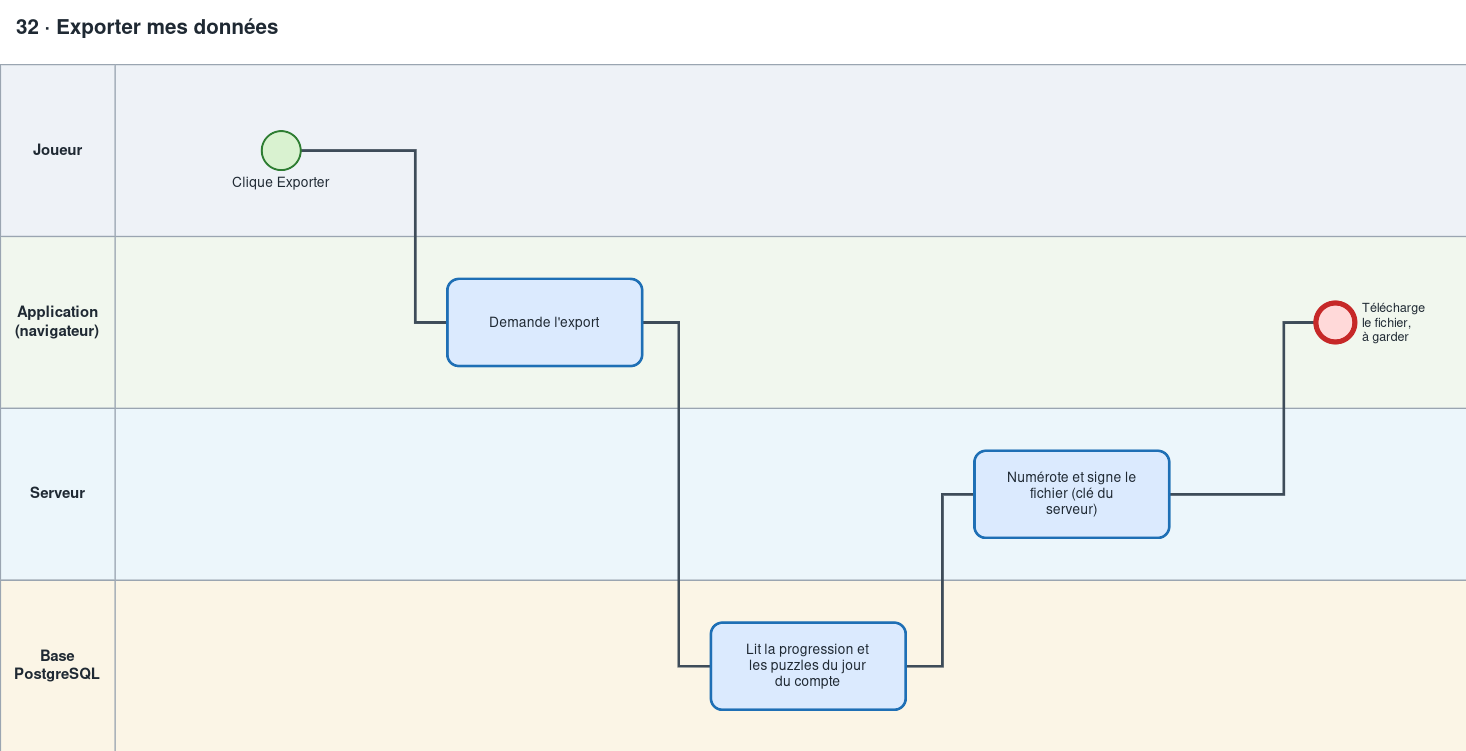 32 · Exporter mes données
Joueur
Clique Exporter
Application
(navigateur)
Demande l'export
Télécharge
le fichier,
à garder
Serveur
Numérote et signe le
fichier (clé du
serveur)
Base
PostgreSQL
Lit la progression et
les puzzles du jour
du compte